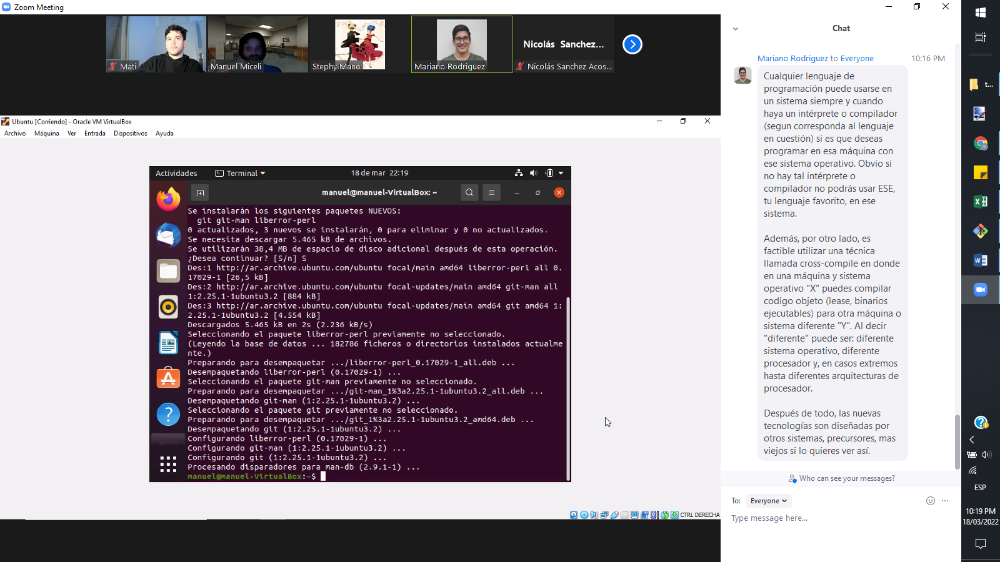 Zoom Meeting
Mati
Manuel Miceli
Stephy Mano
Mariano Rodriguez
Nicolás Sanchez...
Nicolás Sanchez Acos...
Ubuntu [Corriendo] - Oracle VM VirtualBox
Archivo Máquina Ver Entrada Dispositivos Ayuda
Actividades Terminal 18 de mar 22:19
manuel@manuel-VirtualBox: ~
Se instalarán los siguientes paquetes NUEVOS:
git git-man liberror-perl
0 actualizados, 3 nuevos se instalarán, 0 para eliminar y 0 no actualizados.
Se necesita descargar 5.465 kB de archivos.
Se utilizarán 38,4 MB de espacio de disco adicional después de esta operación.
¿Desea continuar? [S/n] S
Des:1 http://ar.archive.ubuntu.com/ubuntu focal/main amd64 liberror-perl all 0.
17029-1 [26,5 kB]
Des:2 http://ar.archive.ubuntu.com/ubuntu focal-updates/main amd64 git-man all
1:2.25.1-1ubuntu3.2 [884 kB]
Des:3 http://ar.archive.ubuntu.com/ubuntu focal-updates/main amd64 git amd64 1:
2.25.1-1ubuntu3.2 [4.554 kB]
Descargados 5.465 kB en 2s (2.236 kB/s)
Seleccionando el paquete liberror-perl previamente no seleccionado.
(Leyendo la base de datos ... 182786 ficheros o directorios instalados actualme
nte.)
Preparando para desempaquetar .../liberror-perl_0.17029-1_all.deb ...
Desempaquetando liberror-perl (0.17029-1) ...
Seleccionando el paquete git-man previamente no seleccionado.
Preparando para desempaquetar .../git-man_1%3a2.25.1-1ubuntu3.2_all.deb ...
Desempaquetando git-man (1:2.25.1-1ubuntu3.2) ...
Seleccionando el paquete git previamente no seleccionado.
Preparando para desempaquetar .../git_1%3a2.25.1-1ubuntu3.2_amd64.deb ...
Desempaquetando git (1:2.25.1-1ubuntu3.2) ...
Configurando liberror-perl (0.17029-1) ...
Configurando git-man (1:2.25.1-1ubuntu3.2) ...
Configurando git (1:2.25.1-1ubuntu3.2) ...
Procesando disparadores para man-db (2.9.1-1) ...
manuel@manuel-VirtualBox:~$
CTRL DERECHA
Chat
Mariano Rodriguez to Everyone 10:16 PM
Cualquier lenguaje de
programación puede usarse en
un sistema siempre y cuando
haya un intérprete o compilador
(segun corresponda al lenguaje
en cuestión) si es que deseas
programar en esa máquina con
ese sistema operativo. Obvio si
no hay tal intérprete o
compilador no podrás usar ESE,
tu lenguaje favorito, en ese
sistema.
Además, por otro lado, es
factible utilizar una técnica
llamada cross-compile en donde
en una máquina y sistema
operativo "X" puedes compilar
codigo objeto (lease, binarios
ejecutables) para otra máquina o
sistema diferente "Y". Al decir
"diferente" puede ser: diferente
sistema operativo, diferente
procesador y, en casos extremos
hasta diferentes arquitecturas de
procesador.
Después de todo, las nuevas
tecnologías son diseñadas por
otros sistemas, precursores, mas
viejos si lo quieres ver así.
Who can see your messages?
To: Everyone
Type message here...
t...
ESP
10:19 PM
18/03/2022